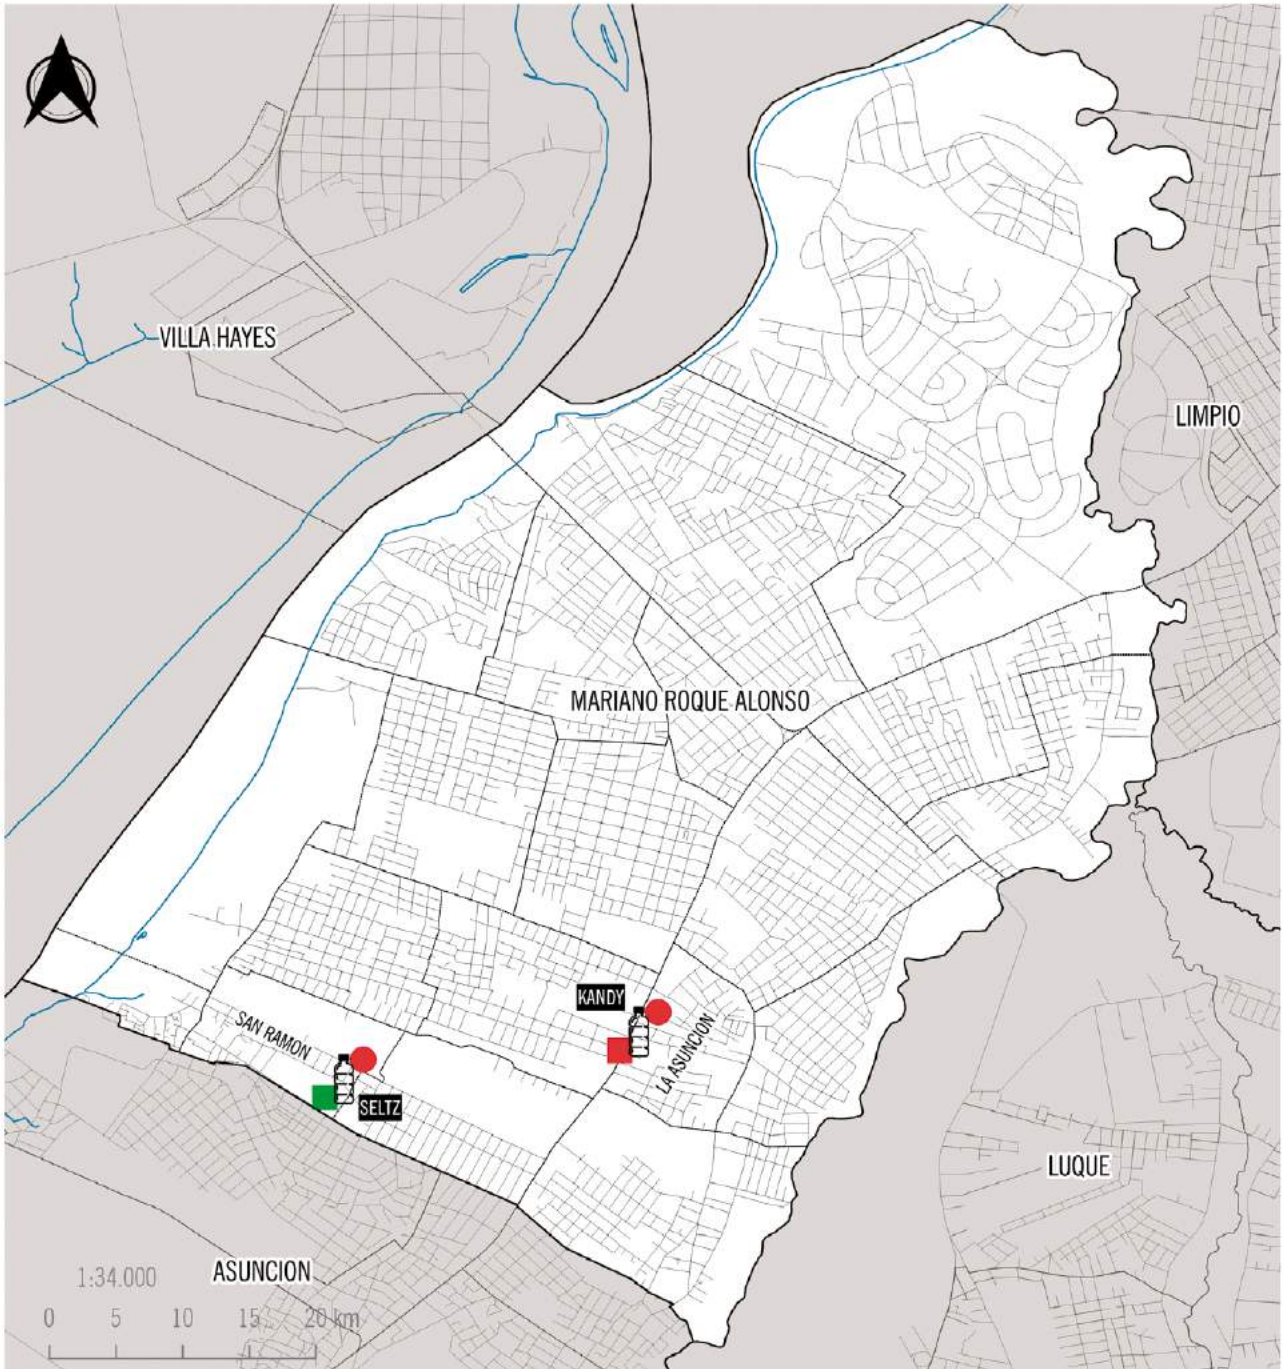 VILLA HAYES
LIMPIO
MARIANO ROQUE ALONSO
KANDY
SAN RAMON
LA ASUNCION
SELTZ
LUQUE
ASUNCION
1:34.000
0 5 10 15 20 km